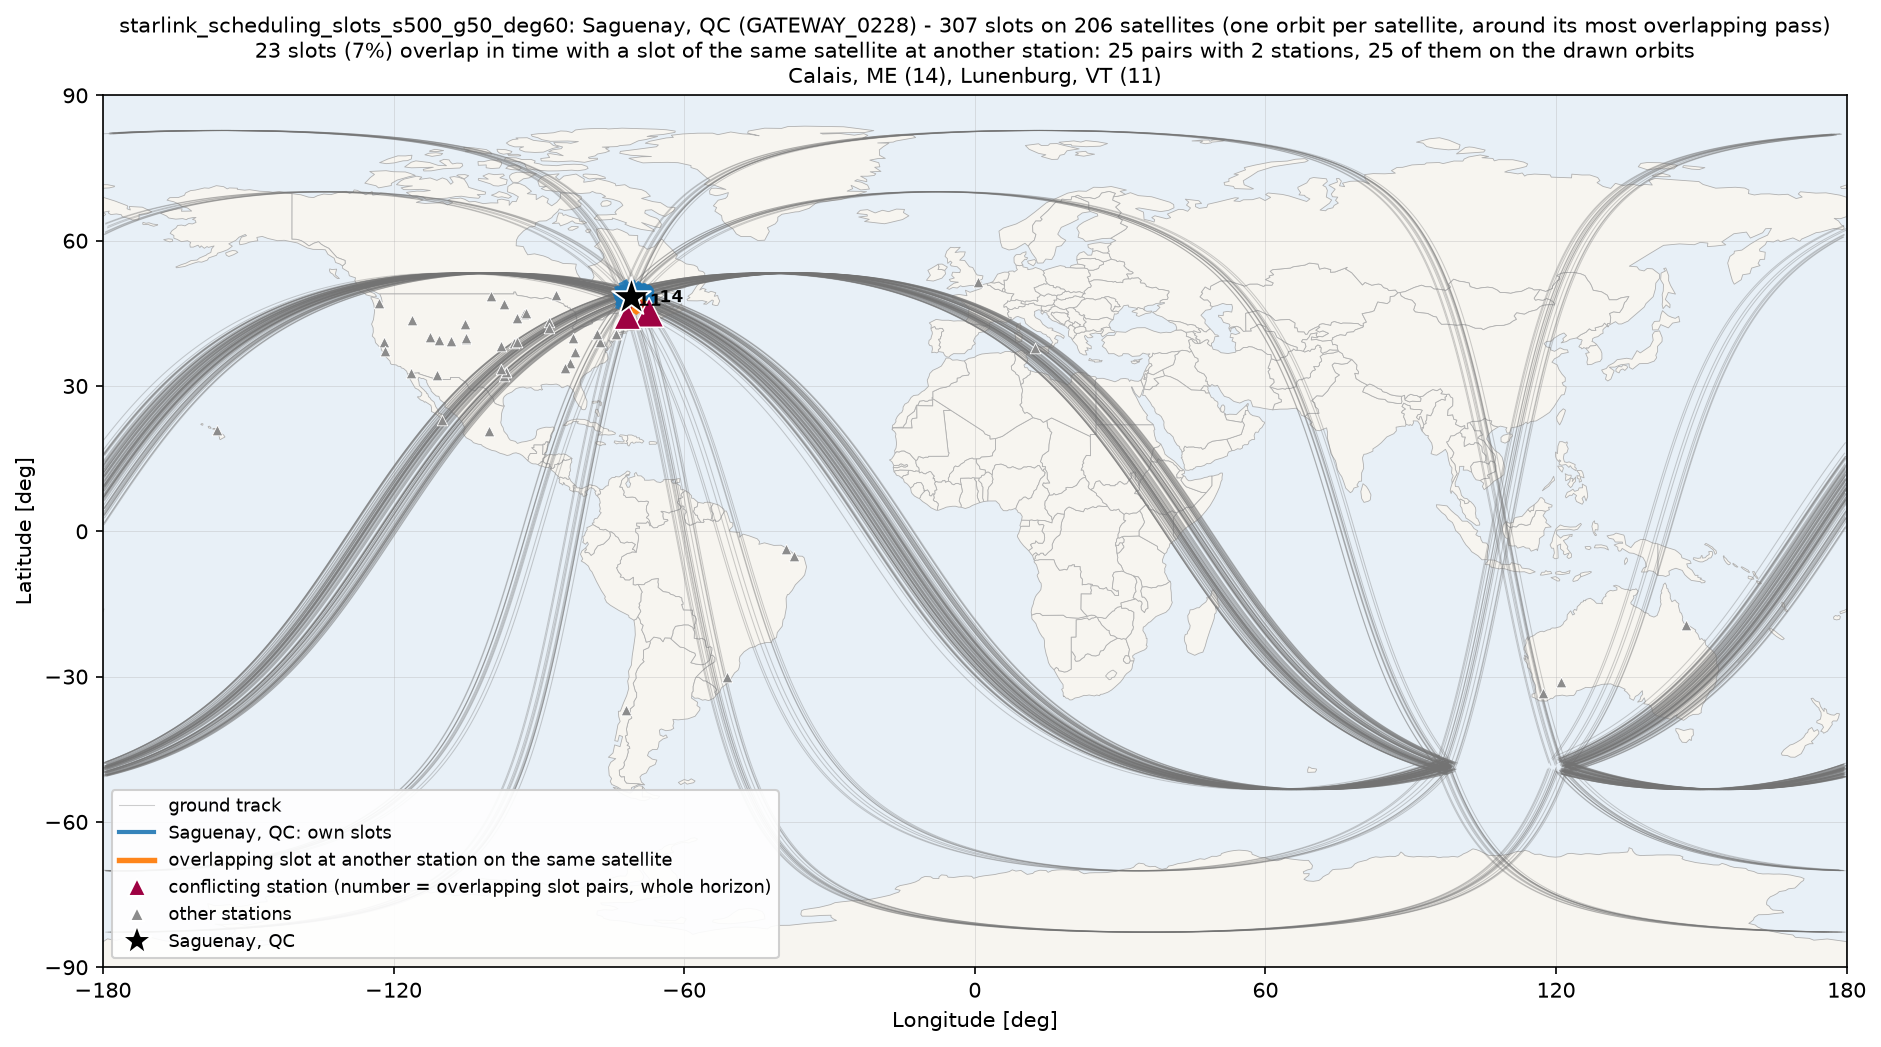 starlink_scheduling_slots_s500_g50_deg60: Saguenay, QC (GATEWAY_0228) - 307 slots on 206 satellites (one orbit per satellite, around its most overlapping pass)
23 slots (7%) overlap in time with a slot of the same satellite at another station: 25 pairs with 2 stations, 25 of them on the drawn orbits
Calais, ME (14), Lunenburg, VT (11)
90
60
30
0
−30
−60
−90
Latitude [deg]
11
14
ground track
Saguenay, QC: own slots
overlapping slot at another station on the same satellite
conflicting station (number = overlapping slot pairs, whole horizon)
other stations
Saguenay, QC
−180
−120
−60
0
60
120
180
Longitude [deg]